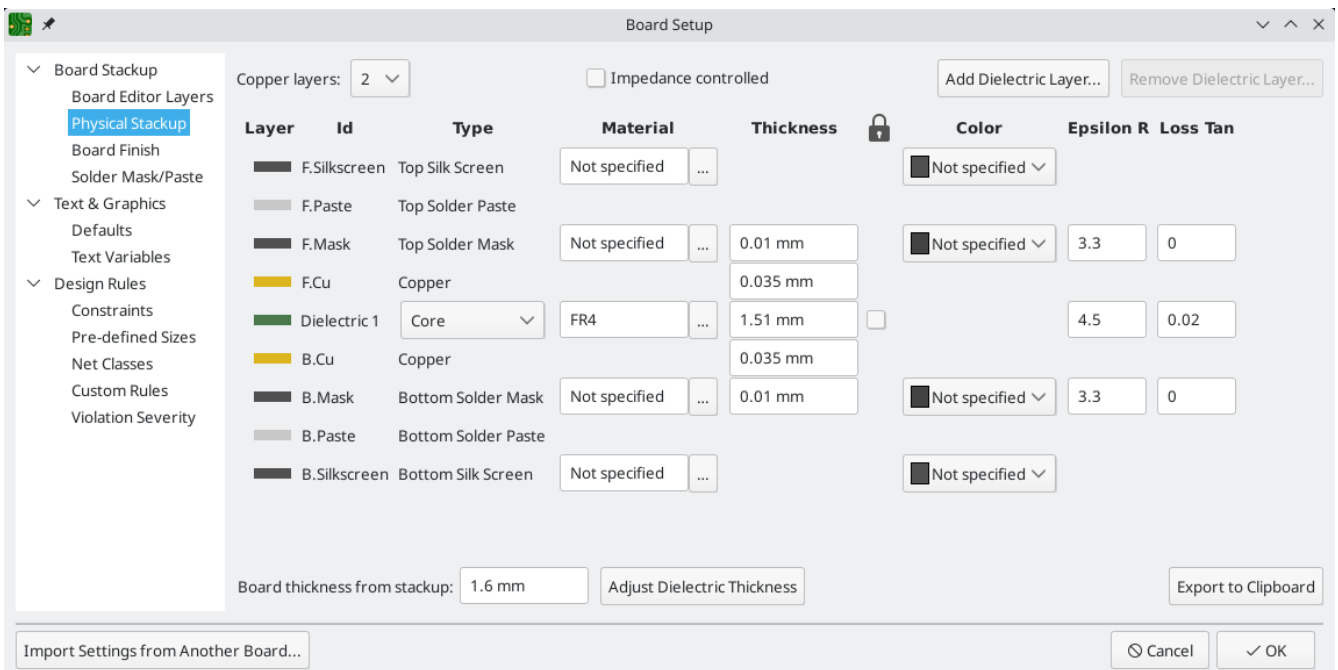 Board Setup
Board Stackup
Board Editor Layers
Physical Stackup
Board Finish
Solder Mask/Paste
Text & Graphics
Defaults
Text Variables
Design Rules
Constraints
Pre-defined Sizes
Net Classes
Custom Rules
Violation Severity
Copper layers: 2 Impedance controlled Add Dielectric Layer... Remove Dielectric Layer...
Layer Id Type Material Thickness Color Epsilon R Loss Tan
F.Silkscreen Top Silk Screen Not specified ... Not specified
F.Paste Top Solder Paste
F.Mask Top Solder Mask Not specified ... 0.01 mm Not specified 3.3 0
F.Cu Copper 0.035 mm
Dielectric 1 Core FR4 ... 1.51 mm 4.5 0.02
B.Cu Copper 0.035 mm
B.Mask Bottom Solder Mask Not specified ... 0.01 mm Not specified 3.3 0
B.Paste Bottom Solder Paste
B.Silkscreen Bottom Silk Screen Not specified ... Not specified
Board thickness from stackup: 1.6 mm Adjust Dielectric Thickness Export to Clipboard
Import Settings from Another Board... Cancel OK